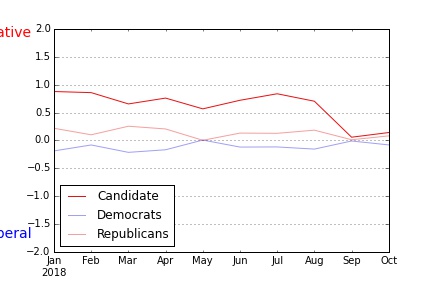 2.0
ative
1.5
1.0
0.5
0.0
−0.5
−1.0
Candidate
Democrats
Republicans
−1.5
beral
−2.0
Jan Feb Mar Apr May Jun Jul Aug Sep Oct
2018